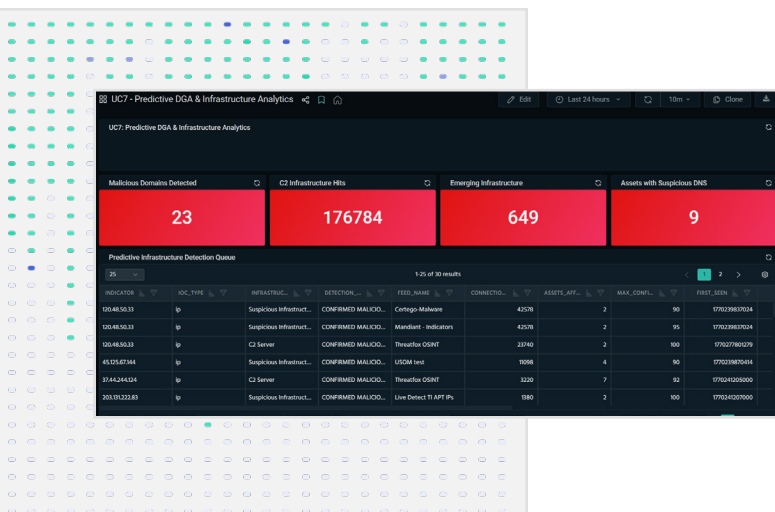 UC7 - Predictive DGA & Infrastructure Analytics Edit Last 24 hours 10m Clone
UC7: Predictive DGA & Infrastructure Analytics
Malicious Domains Detected C2 Infrastructure Hits Emerging Infrastructure Assets with Suspicious DNS
23 176784 649 9
Predictive Infrastructure Detection Queue
25 1-25 of 30 results 1 2
INDICATOR IOC_TYPE INFRASTRUC... DETECTION_... FEED_NAME CONNECTIO... ASSETS_AFF... MAX_CONFI... FIRST_SEEN
120.48.50.33 ip Suspicious Infrastruct... CONFIRMED MALICIO... Certego-Malware 42578 2 90 1770239837024
120.48.50.33 ip Suspicious Infrastruct... CONFIRMED MALICIO... Mandiant - Indicators 42578 2 95 1770239837024
120.48.50.33 ip C2 Server CONFIRMED MALICIO... Threatfox OSINT 23740 2 100 1770277801279
45.125.67.144 ip Suspicious Infrastruct... CONFIRMED MALICIO... USOM test 11098 4 90 1770239870414
37.44.244.124 ip C2 Server CONFIRMED MALICIO... Threatfox OSINT 3220 7 92 1770241205000
203.131.222.83 ip Suspicious Infrastruct... CONFIRMED MALICIO... Live Detect TI APT IPs 1380 2 100 1770241207000